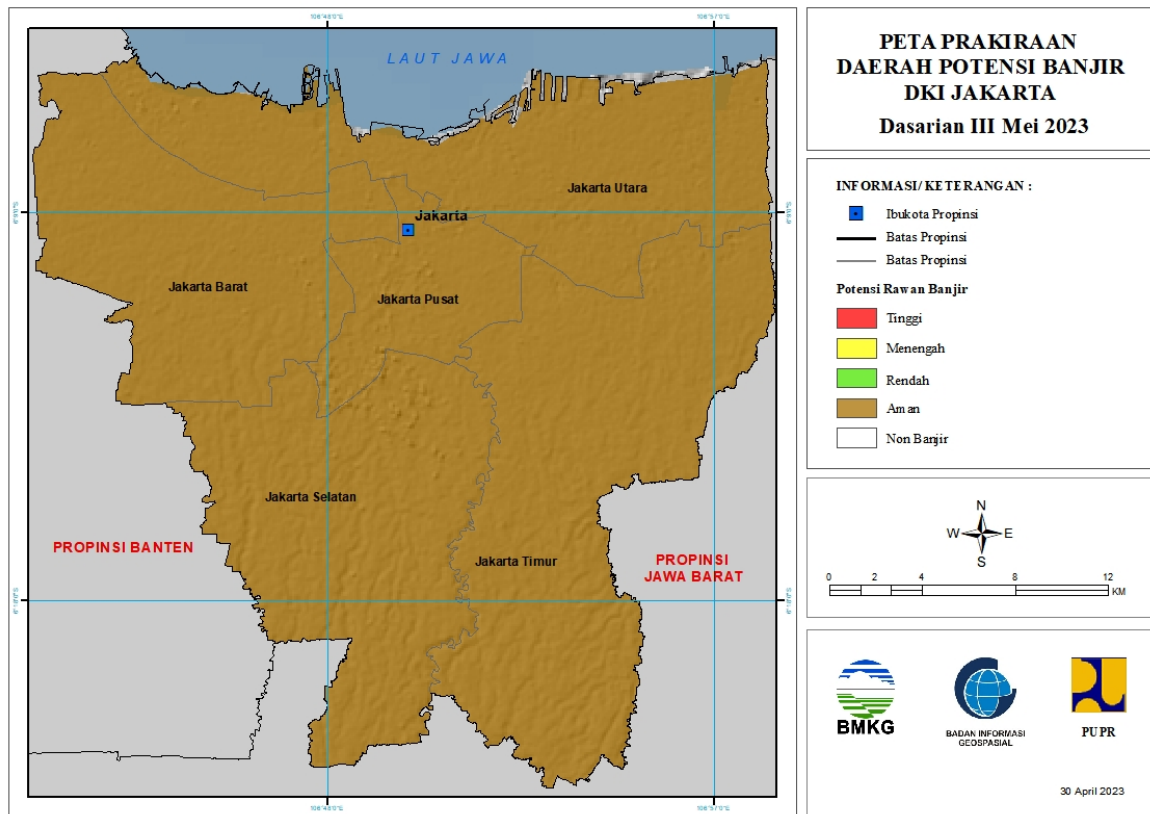 PETA PRAKIRAAN
DAERAH POTENSI BANJIR
DKI JAKARTA
Dasarian III Mei 2023
INFORMASI/ KETERANGAN :
Ibukota Propinsi
Batas Propinsi
Batas Propinsi
Potensi Rawan Banjir
Tinggi
Menengah
Rendah
Aman
Non Banjir
N
W E
S
0 2 4 8 12
KM
BMKG
BADAN INFORMASI
GEOSPASIAL
PUPR
30 April 2023
LAUT JAWA
Jakarta Utara
Jakarta
Jakarta Barat
Jakarta Pusat
Jakarta Selatan
Jakarta Timur
PROPINSI BANTEN
PROPINSI
JAWA BARAT